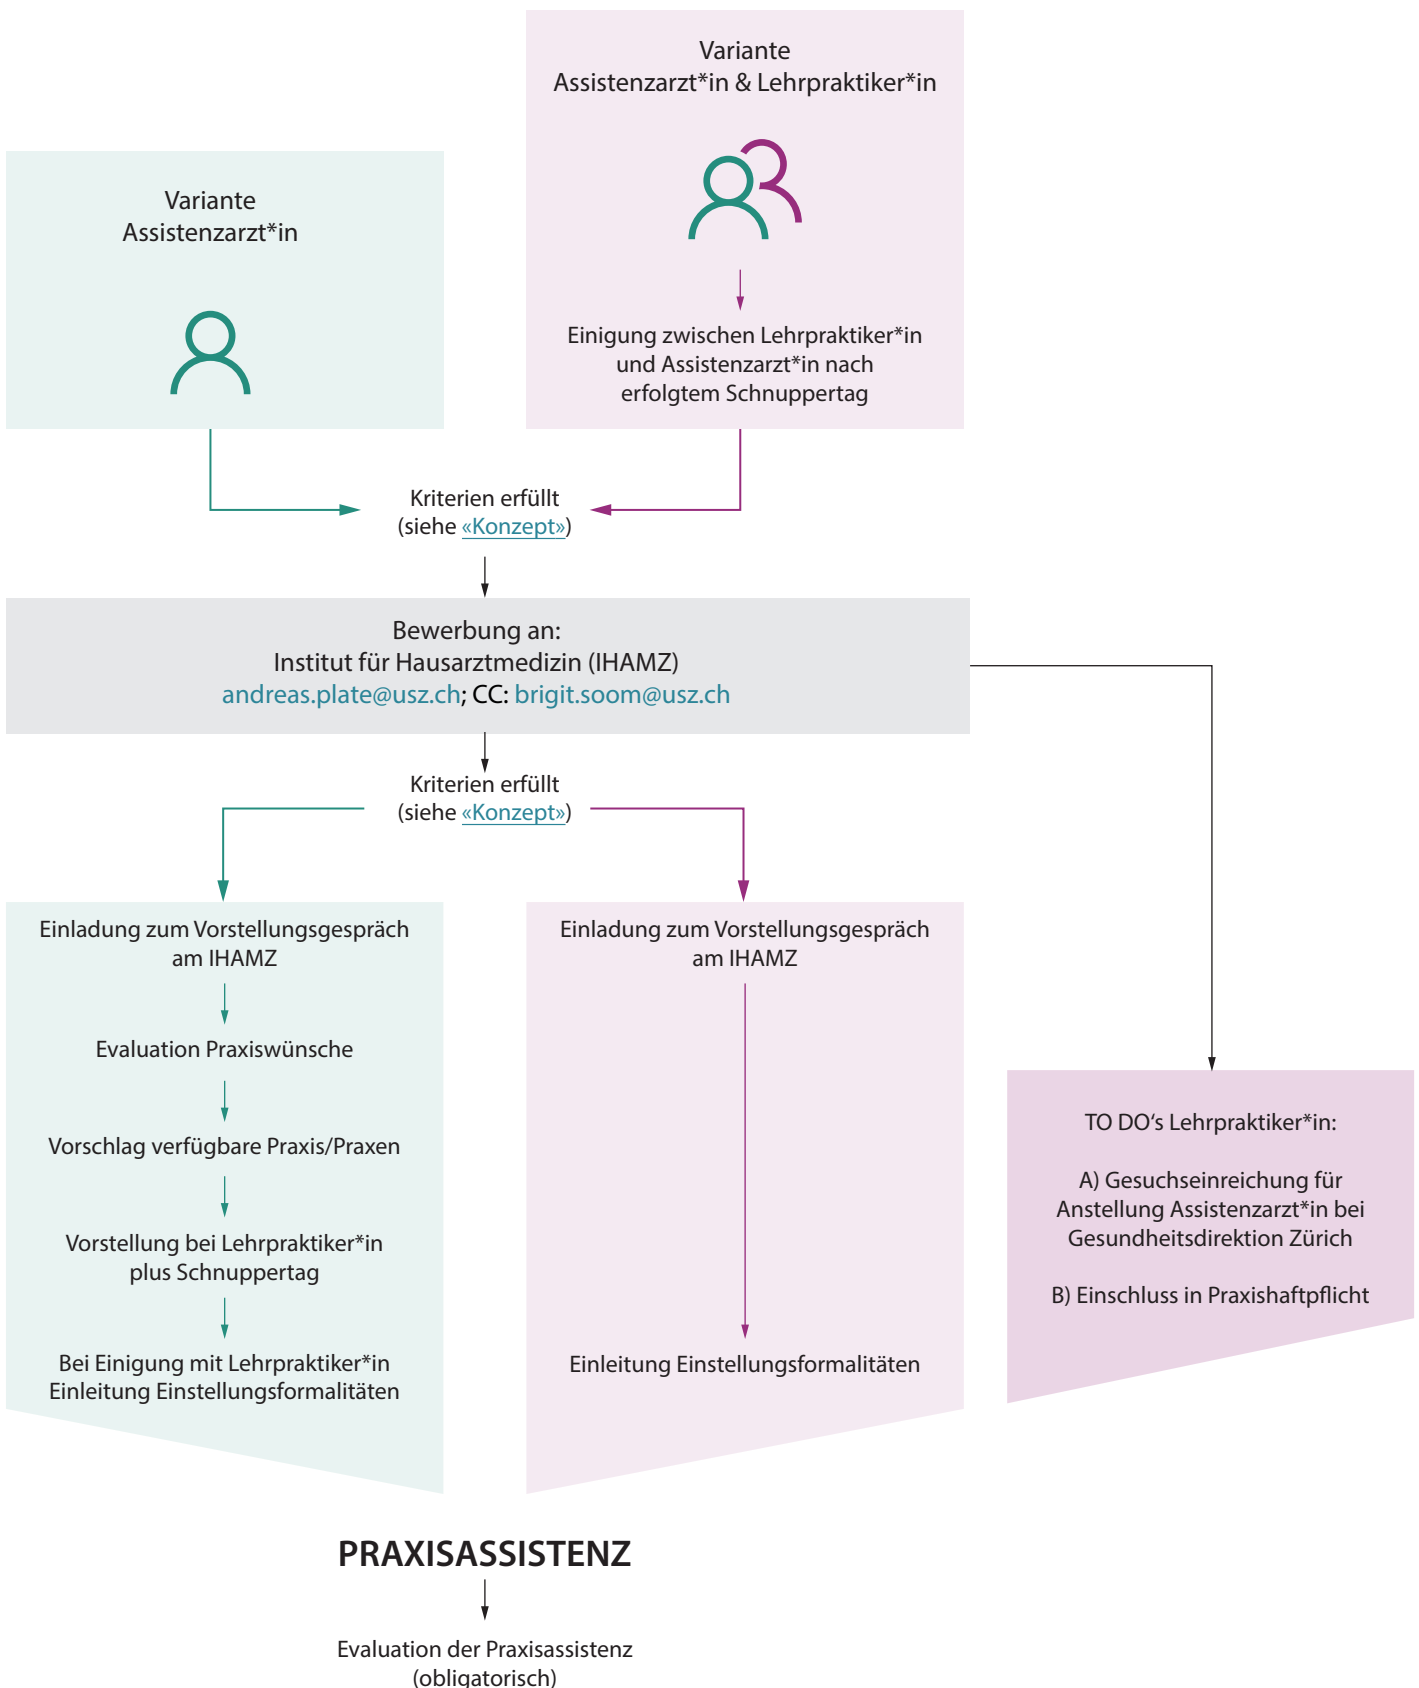 Variante
Assistenzarzt*in & Lehrpraktiker*in
Einigung zwischen Lehrpraktiker*in
und Assistenzarzt*in nach
erfolgtem Schnuppertag
Variante
Assistenzarzt*in
Kriterien erfüllt
(siehe «Konzept»)
Bewerbung an:
Institut für Hausarztmedizin (IHAMZ)
andreas.plate@usz.ch; CC: brigit.soom@usz.ch
Kriterien erfüllt
(siehe «Konzept»)
Einladung zum Vorstellungsgespräch
am IHAMZ
Evaluation Praxiswünsche
Vorschlag verfügbare Praxis/Praxen
Vorstellung bei Lehrpraktiker*in
plus Schnuppertag
Bei Einigung mit Lehrpraktiker*in
Einleitung Einstellungsformalitäten
Einladung zum Vorstellungsgespräch
am IHAMZ
Einleitung Einstellungsformalitäten
TO DO‘s Lehrpraktiker*in:
A) Gesuchseinreichung für
Anstellung Assistenzarzt*in bei
Gesundheitsdirektion Zürich
B) Einschluss in Praxishaftpflicht
PRAXISASSISTENZ
Evaluation der Praxisassistenz
(obligatorisch)